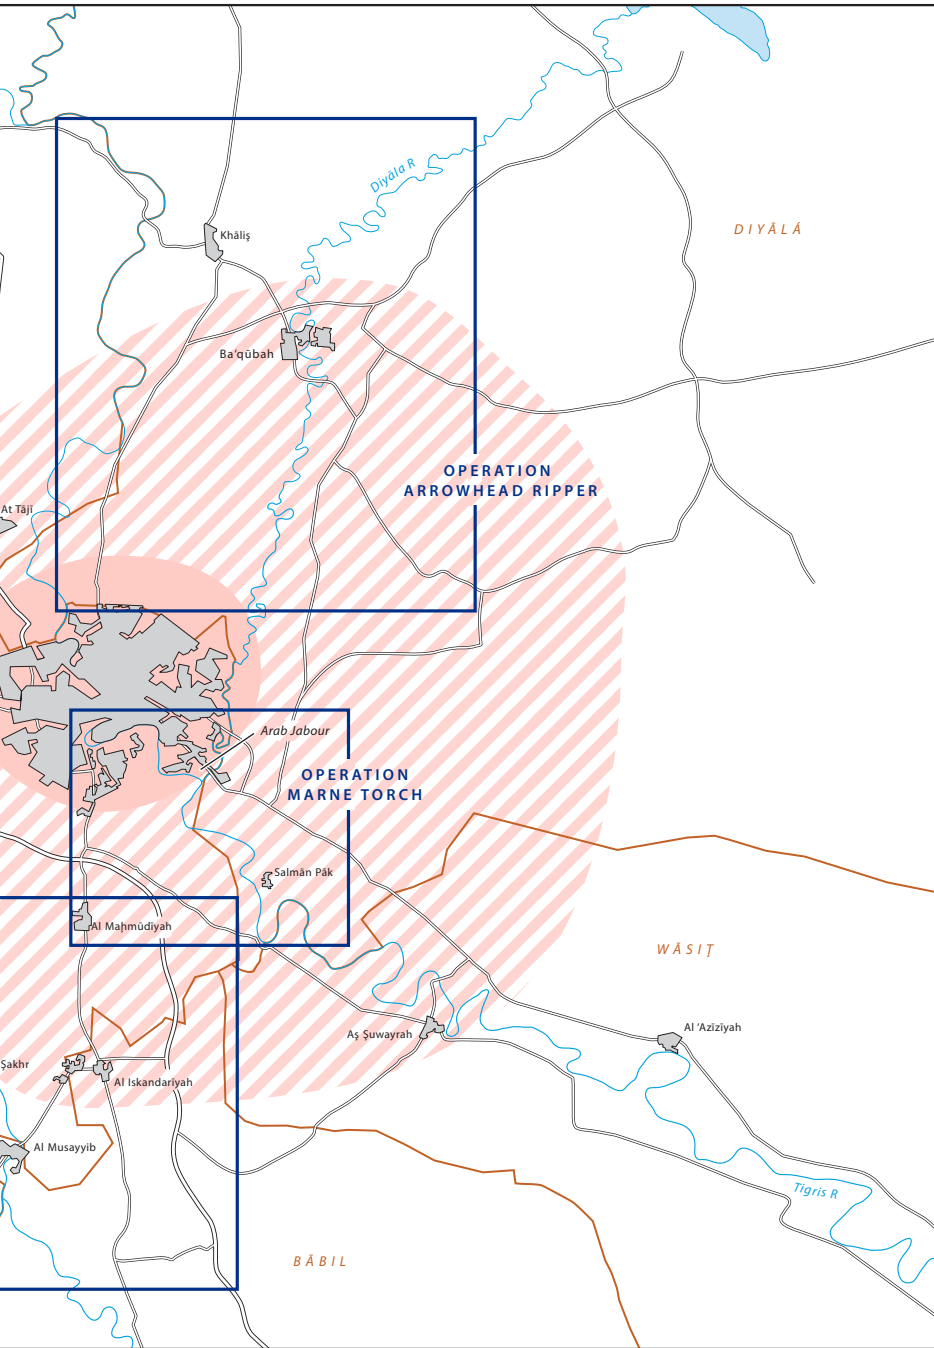 Diyāla R
DIYĀLÁ
Khāliş
Ba‘qūbah
OPERATION
ARROWHEAD RIPPER
At Tājī
Arab Jabour
OPERATION
MARNE TORCH
Salmān Pāk
Al Maḩmūdīyah
WĀSIŢ
Aş Şuwayrah
Al ‘Azīzīyah
Şakhr
Al Iskandarīyah
Al Musayyib
Tigris R
BĀBIL